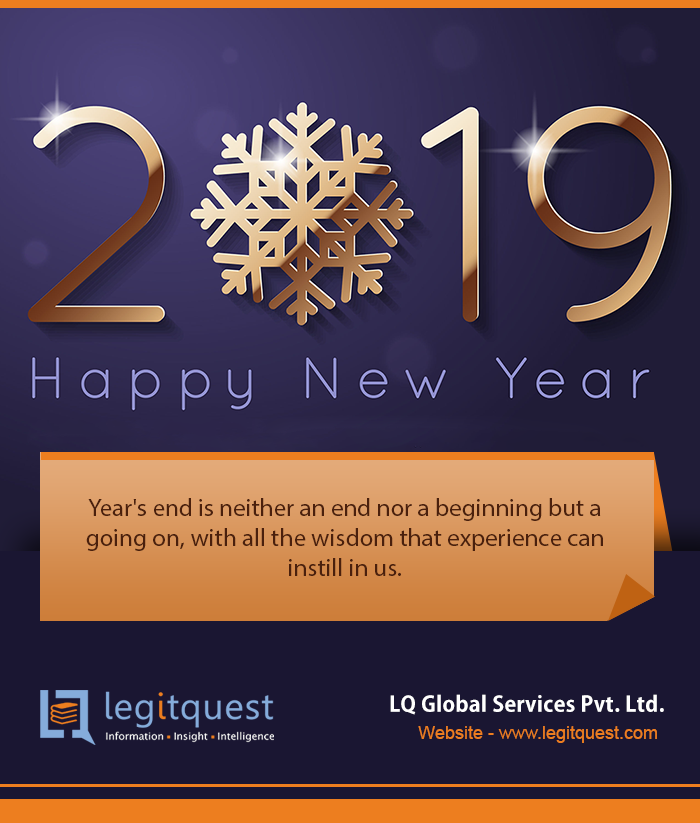 2019
Happy New Year
Year's end is neither an end nor a beginning but a
going on, with all the wisdom that experience can
instill in us.
legitquest
Information • Insight • Intelligence
LQ Global Services Pvt. Ltd.
Website - www.legitquest.com